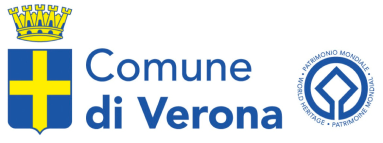 Comune
di Verona
PATRIMONIO MONDIALE • WORLD HERITAGE • PATRIMOINE MONDIAL •